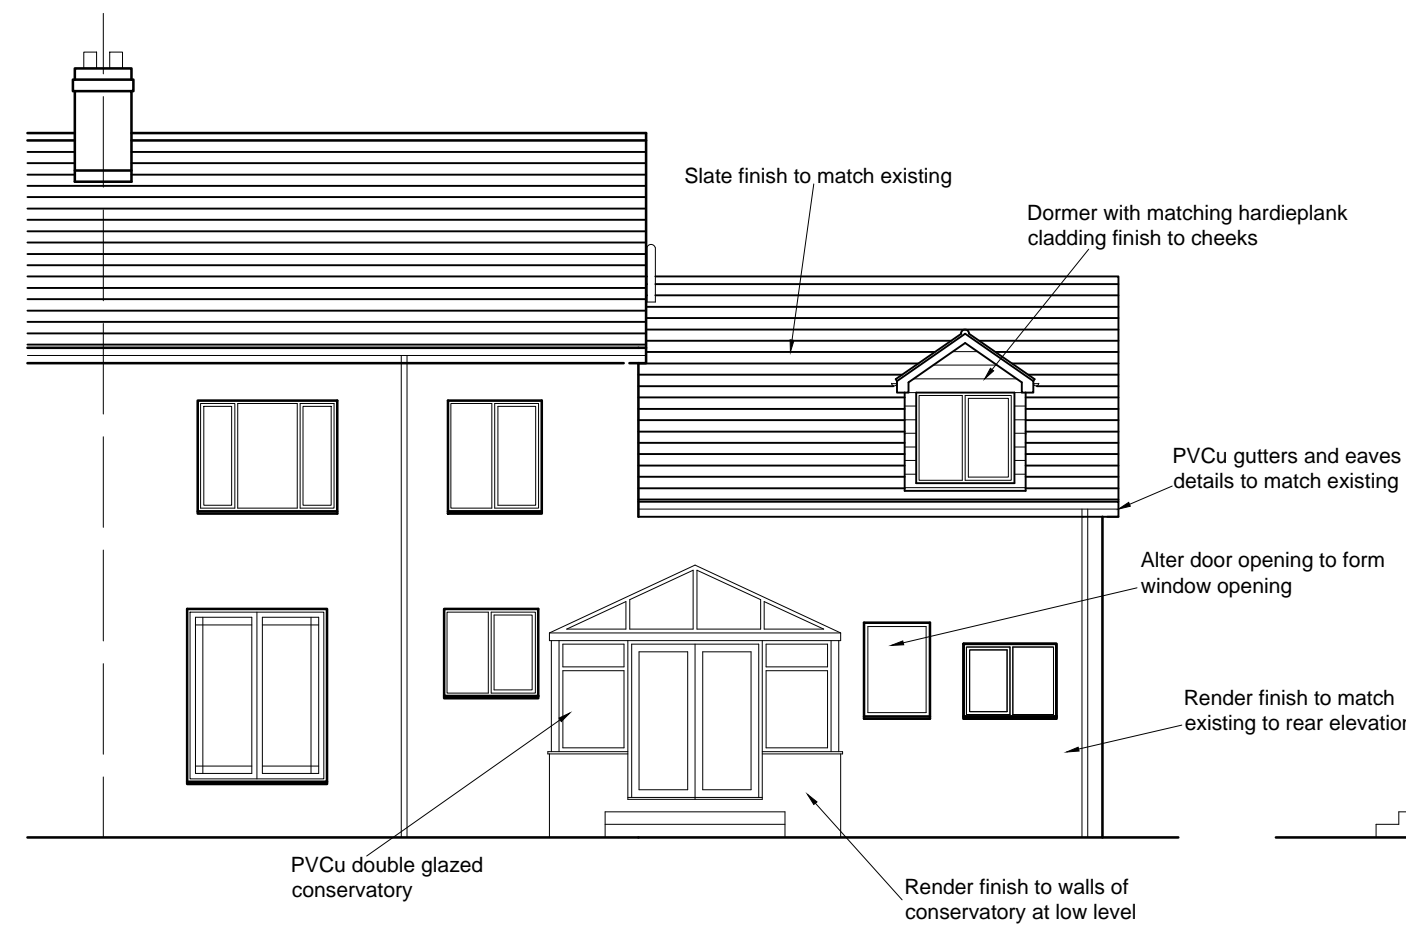 Slate finish to match existing
Dormer with matching hardieplank
cladding finish to cheeks
PVCu gutters and eaves
details to match existing
Alter door opening to form
window opening
Render finish to match
existing to rear
PVCu double glazed
conservatory
Render finish to walls of
conservatory at low level